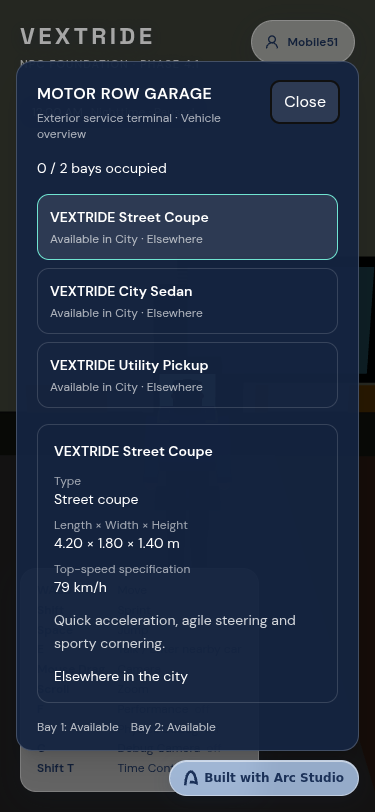 VEXTRIDE
Mobile51
MOTOR ROW GARAGE
Close
Exterior service terminal · Vehicle
overview
0 / 2 bays occupied
VEXTRIDE Street Coupe
Available in City · Elsewhere
VEXTRIDE City Sedan
Available in City · Elsewhere
VEXTRIDE Utility Pickup
Available in City · Elsewhere
VEXTRIDE Street Coupe
Type
Street coupe
Length × Width × Height
4.20 × 1.80 × 1.40 m
Top-speed specification
79 km/h
Quick acceleration, agile steering and
sporty cornering.
Elsewhere in the city
Bay 1: Available Bay 2: Available
Shift T
Built with Arc Studio